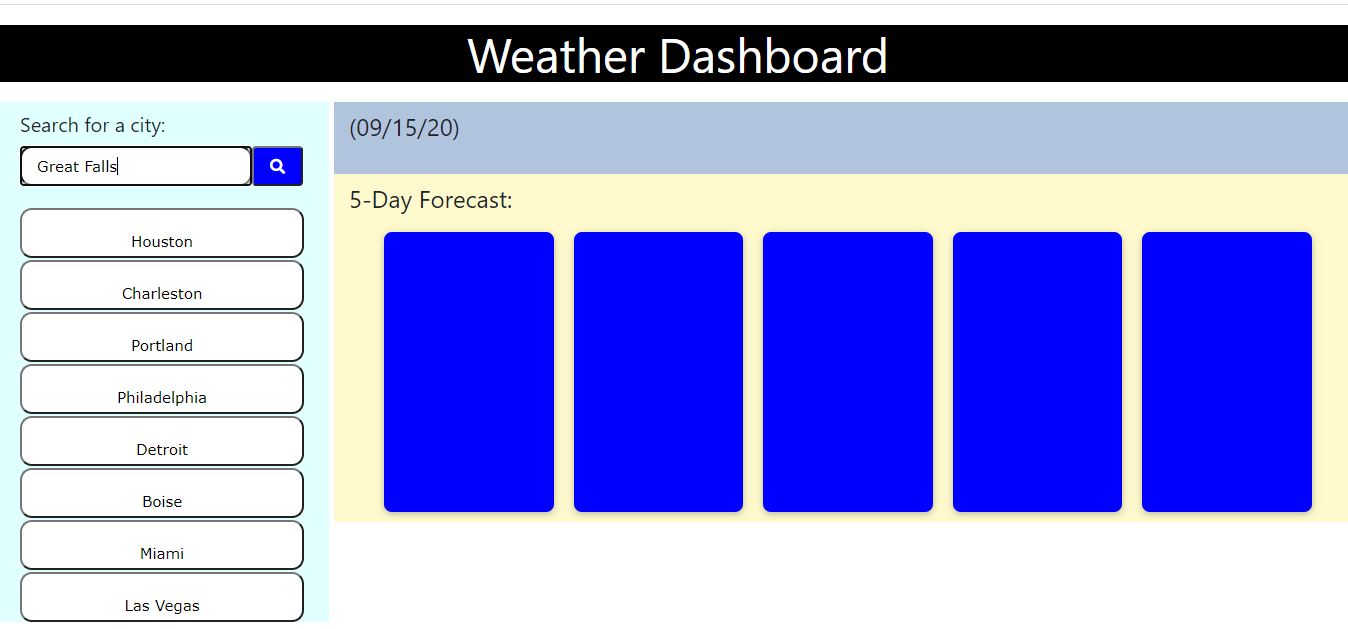 Weather Dashboard
Search for a city:
Great Falls
Houston
Charleston
Portland
Philadelphia
Detroit
Boise
Miami
Las Vegas
(09/15/20)
5-Day Forecast: